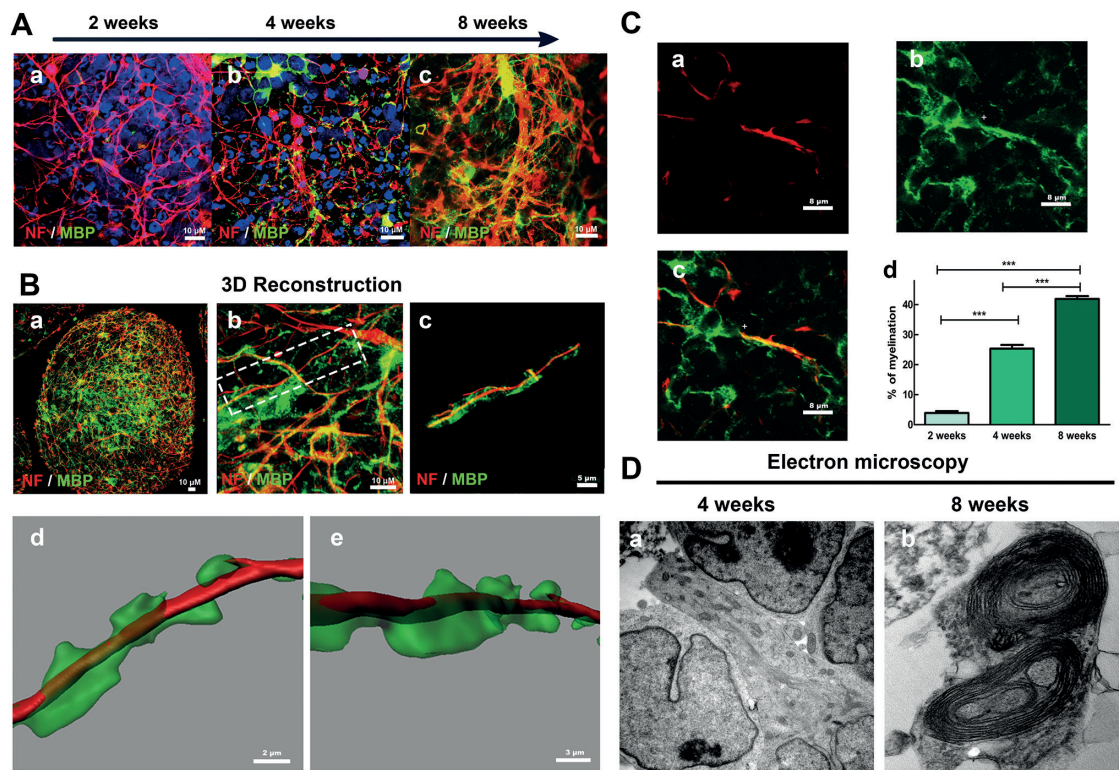 A
2 weeks
4 weeks
8 weeks
a
b
c
NF / MBP
10 µM
NF / MBP
10 µM
NF / MBP
10 µM
B
3D Reconstruction
a
b
c
NF / MBP
10 µM
NF / MBP
10 µM
NF / MBP
5 µm
d
e
2 µm
3 µm
C
a
b
8 µm
8 µm
c
8 µm
d
***
***
***
% of myelination
40
30
20
10
0
2 weeks
4 weeks
8 weeks
D
Electron microscopy
4 weeks
8 weeks
a
b